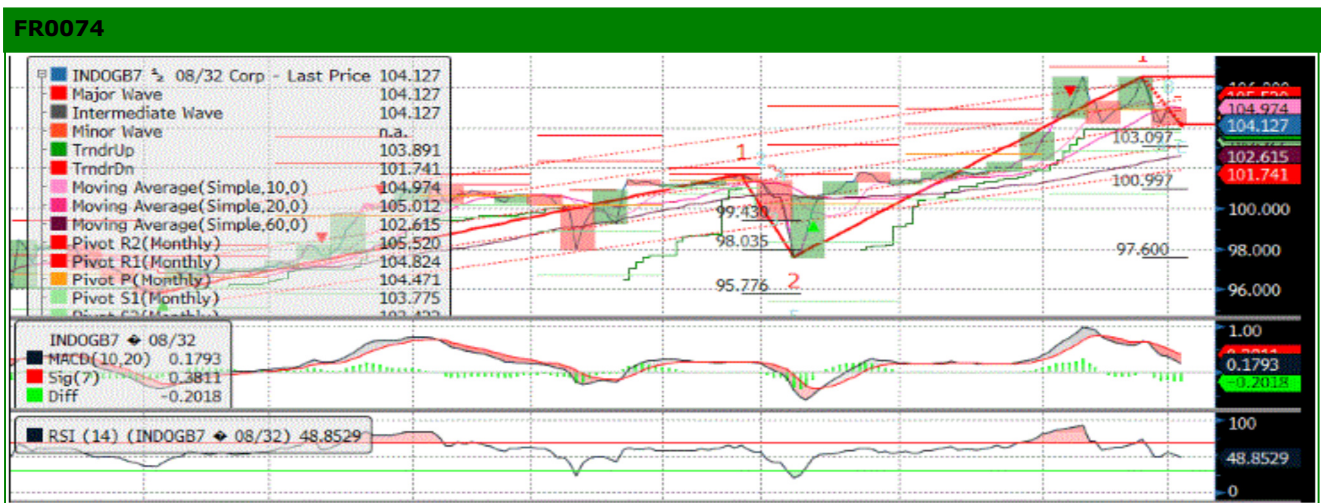 FR0074
INDOGB7 ½ 08/32 Corp - Last Price 104.127
Major Wave 104.127
Intermediate Wave 104.127
Minor Wave n.a.
TrndrUp 103.891
TrndrDn 101.741
Moving Average(Simple,10,0) 104.974
Moving Average(Simple,20,0) 105.012
Moving Average(Simple,60,0) 102.615
Pivot R2(Monthly) 105.520
Pivot R1(Monthly) 104.824
Pivot P(Monthly) 104.471
Pivot S1(Monthly) 103.775
1
1
2
99.430
98.035
95.776
103.097
100.997
97.600
104.974
104.127
102.615
101.741
100.000
98.000
96.000
INDOGB7 � 08/32
MACD(10,20) 0.1793
Sig(7) 0.3811
Diff -0.2018
1.00
0.1793
-0.2018
RSI (14) (INDOGB7 � 08/32) 48.8529
100
48.8529
0